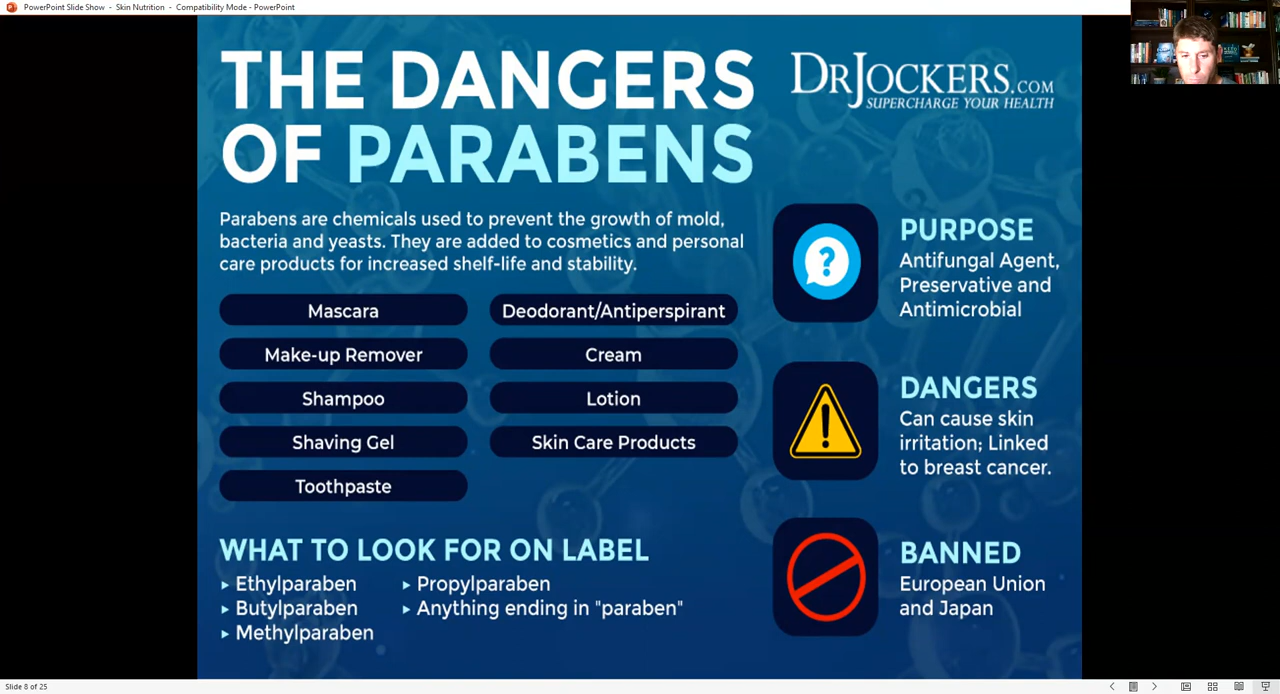 PowerPoint Slide Show - Skin Nutrition - Compatibility Mode - PowerPoint
THE DANGERS
OF PARABENS
DRJOCKERS.COM
SUPERCHARGE YOUR HEALTH
Parabens are chemicals used to prevent the growth of mold,
bacteria and yeasts. They are added to cosmetics and personal
care products for increased shelf-life and stability.
Mascara
Deodorant/Antiperspirant
Make-up Remover
Cream
Shampoo
Lotion
Shaving Gel
Skin Care Products
Toothpaste
WHAT TO LOOK FOR ON LABEL
▸ Ethylparaben
▸ Butylparaben
▸ Methylparaben
▸ Propylparaben
▸ Anything ending in "paraben"
?
PURPOSE
Antifungal Agent,
Preservative and
Antimicrobial
!
DANGERS
Can cause skin
irritation; Linked
to breast cancer.
BANNED
European Union
and Japan
Slide 8 of 25